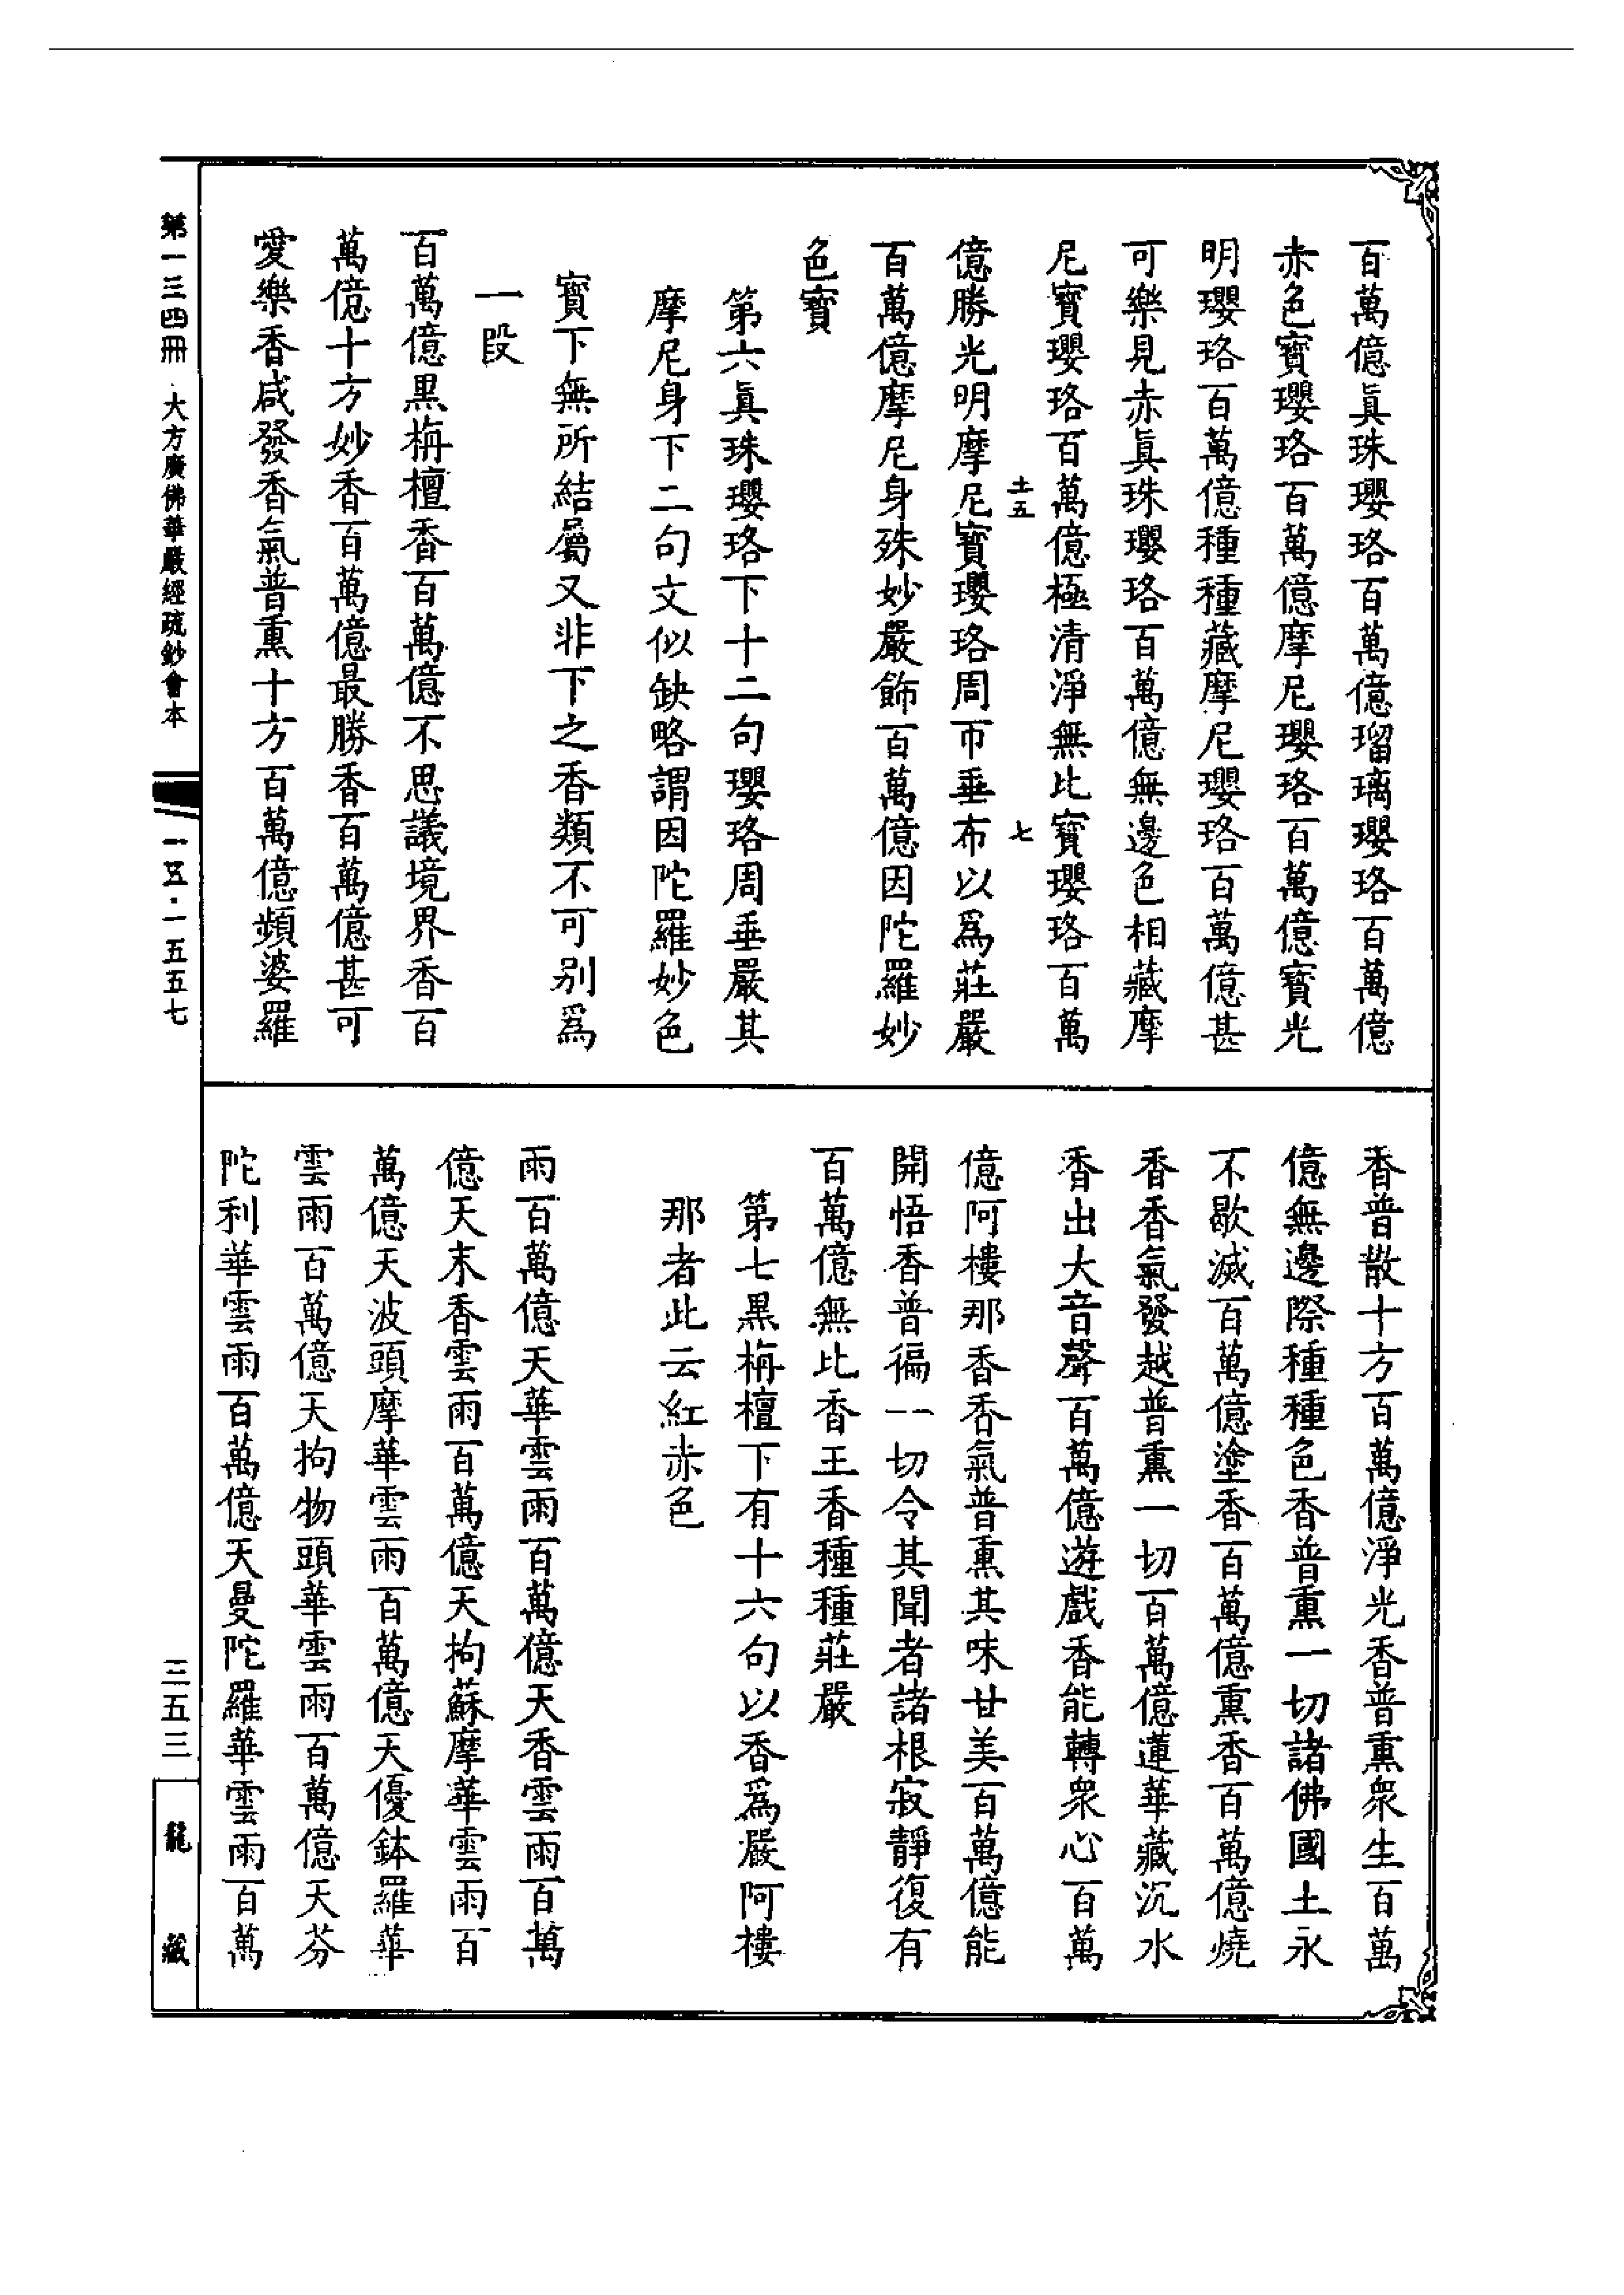 百萬億眞珠瓔珞百萬億瑠璃瓔珞百萬億
赤色寶瓔珞百萬億摩尼瓔珞百萬億寶光
明瓔珞百萬億種種藏摩尼瓔珞百萬億甚
可樂見赤眞珠瓔珞百萬億無邊色相藏摩
尼寶瓔珞百萬億極清淨無比寶瓔珞百萬
土五 七
億勝光明摩尼寶瓔珞周帀垂布以爲莊嚴
百萬億摩尼身殊妙嚴飾百萬億因陀羅妙
色寶
第六眞珠瓔珞下十二句瓔珞周垂嚴其
摩尼身下二句文似缺略謂因陀羅妙色
寶下無所結屬又非下之香類不可別爲
一段
百萬億黑栴檀香百萬億不思議境界香百
萬億十方妙香百萬億最勝香百萬億甚可
愛樂香咸發香氣普熏十方百萬億頻婆羅
香普散十方百萬億淨光香普熏衆生百萬
億無邊際種種色香普熏一切諸佛國土永
不歇滅百萬億塗香百萬億熏香百萬億燒
香香氣發越普熏一切百萬億蓮華藏沉水
香出大音聲百萬億遊戲香能轉衆心百萬
億阿樓那香香氣普熏其味甘美百萬億能
開悟香普徧一切令其聞者諸根寂靜復有
百萬億無比香王香種種莊嚴
第七黑栴檀下有十六句以香爲嚴阿樓
那者此云紅赤色
雨百萬億天華雲雨百萬億天香雲雨百萬
億天末香雲雨百萬億天拘蘇摩華雲雨百
萬億天波頭摩華雲雨百萬億天優鉢羅華
雲雨百萬億天拘物頭華雲雨百萬億天芬
陀利華雲雨百萬億天曼陀羅華雲雨百萬
第一三四冊 大方廣佛華嚴經疏鈔會本
一五·一五五七
三五三
龍藏